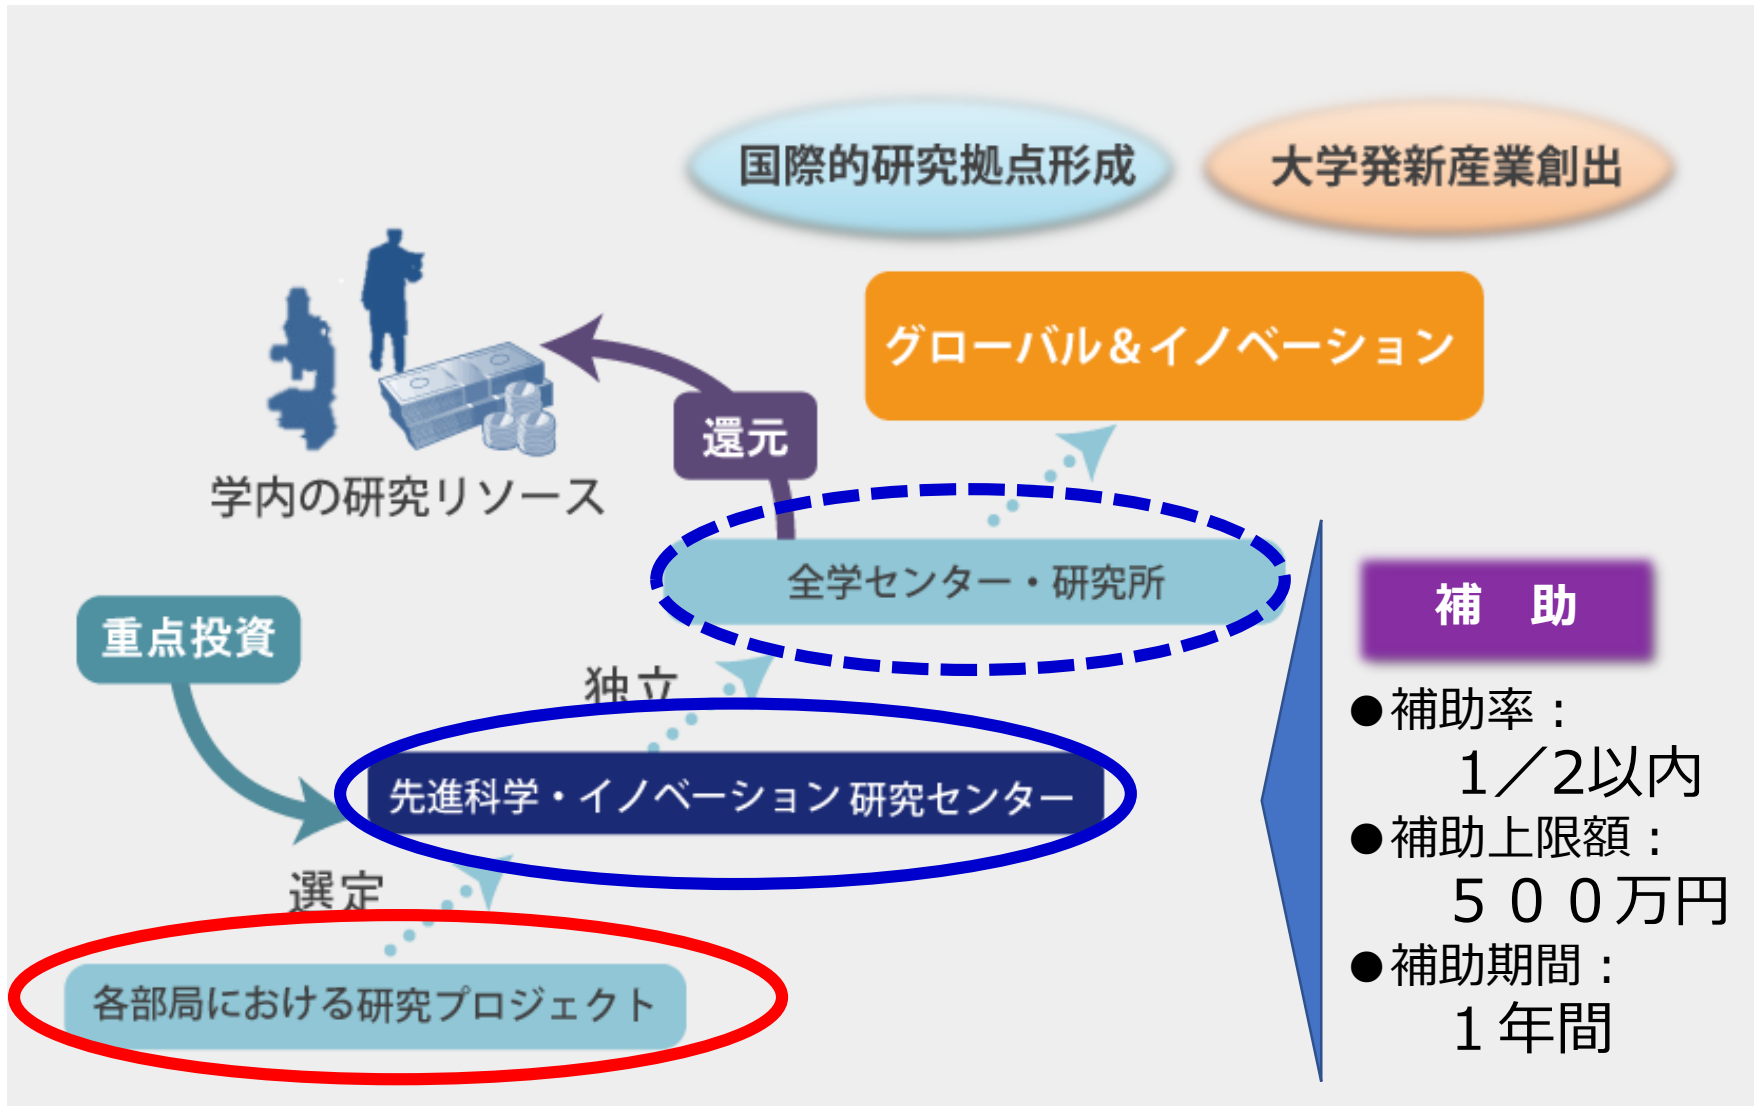 国際的研究拠点形成
大学発新産業創出
グローバル＆イノベーション
還元
学内の研究リソース
全学センター・研究所
重点投資
独立
先進科学・イノベーション研究センター
選定
各部局における研究プロジェクト
補　助
●補助率：
１／２以内
●補助上限額：
５００万円
●補助期間：
１年間